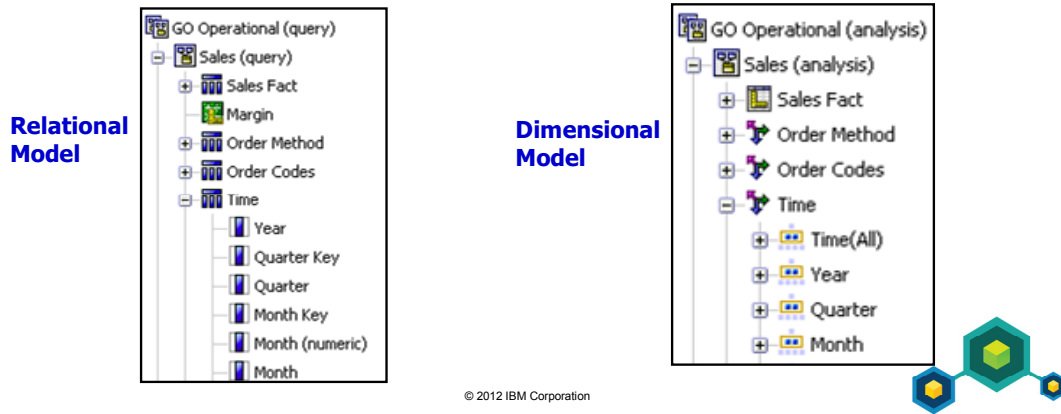 Relational
Model
GO Operational (query)
Sales (query)
Sales Fact
Margin
Order Method
Order Codes
Time
Year
Quarter Key
Quarter
Month Key
Month (numeric)
Month
Dimensional
Model
GO Operational (analysis)
Sales (analysis)
Sales Fact
Order Method
Order Codes
Time
Time(All)
Year
Quarter
Month
© 2012 IBM Corporation